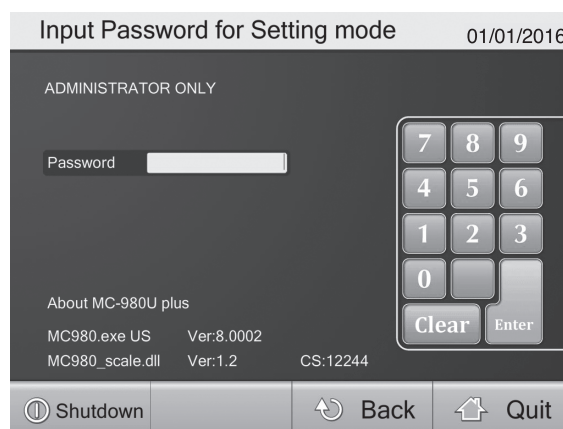 Input Password for Setting mode 01/01/2016
ADMINISTRATOR ONLY
Password
7 8 9
4 5 6
1 2 3
0
Clear Enter
About MC-980U plus
MC980.exe US Ver:8.0002
MC980_scale.dll Ver:1.2 CS:12244
Shutdown Back Quit